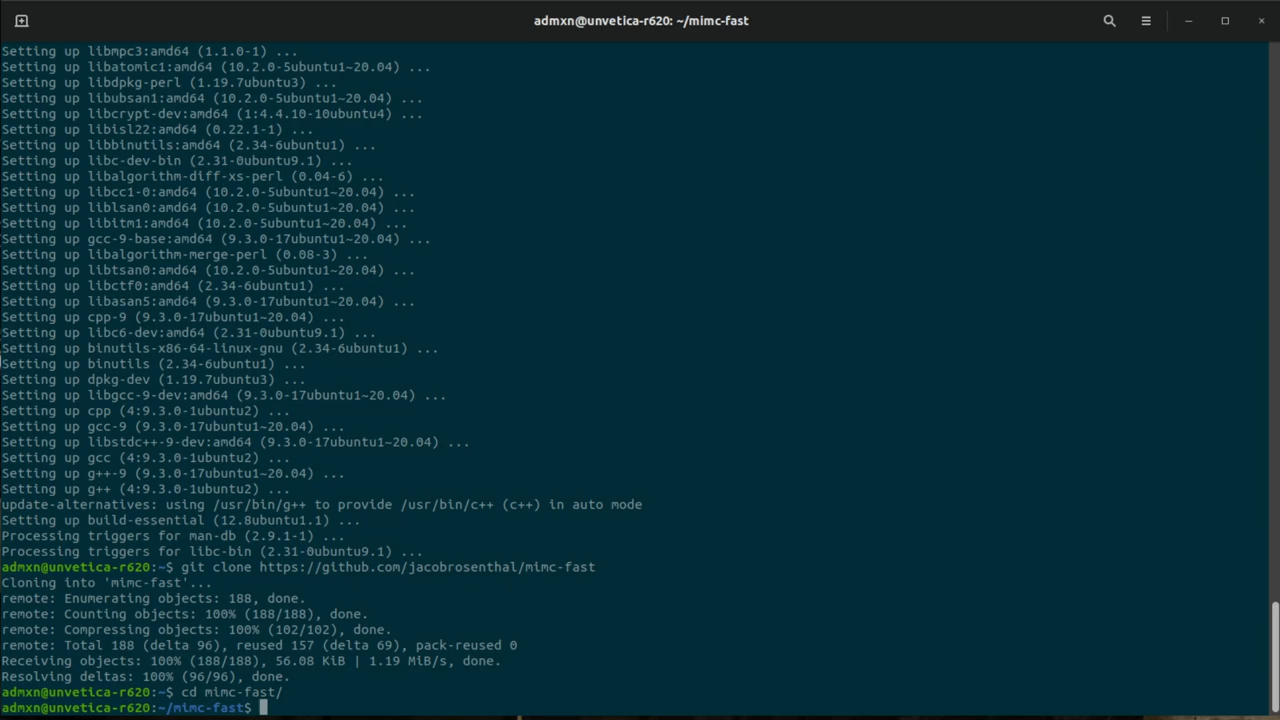 admxn@unvetica-r620: ~/mimc-fast
Setting up libmpc3:amd64 (1.1.0-1) ...
Setting up libatomic1:amd64 (10.2.0-5ubuntu1~20.04) ...
Setting up libdpkg-perl (1.19.7ubuntu3) ...
Setting up libubsan1:amd64 (10.2.0-5ubuntu1~20.04) ...
Setting up libcrypt-dev:amd64 (1:4.4.10-10ubuntu4) ...
Setting up libisl22:amd64 (0.22.1-1) ...
Setting up libbinutils:amd64 (2.34-6ubuntu1) ...
Setting up libc-dev-bin (2.31-0ubuntu9.1) ...
Setting up libalgorithm-diff-xs-perl (0.04-6) ...
Setting up libcc1-0:amd64 (10.2.0-5ubuntu1~20.04) ...
Setting up liblsan0:amd64 (10.2.0-5ubuntu1~20.04) ...
Setting up libitm1:amd64 (10.2.0-5ubuntu1~20.04) ...
Setting up gcc-9-base:amd64 (9.3.0-17ubuntu1~20.04) ...
Setting up libalgorithm-merge-perl (0.08-3) ...
Setting up libtsan0:amd64 (10.2.0-5ubuntu1~20.04) ...
Setting up libctf0:amd64 (2.34-6ubuntu1) ...
Setting up libasan5:amd64 (9.3.0-17ubuntu1~20.04) ...
Setting up cpp-9 (9.3.0-17ubuntu1~20.04) ...
Setting up libc6-dev:amd64 (2.31-0ubuntu9.1) ...
Setting up binutils-x86-64-linux-gnu (2.34-6ubuntu1) ...
Setting up binutils (2.34-6ubuntu1) ...
Setting up dpkg-dev (1.19.7ubuntu3) ...
Setting up libgcc-9-dev:amd64 (9.3.0-17ubuntu1~20.04) ...
Setting up cpp (4:9.3.0-1ubuntu2) ...
Setting up gcc-9 (9.3.0-17ubuntu1~20.04) ...
Setting up libstdc++-9-dev:amd64 (9.3.0-17ubuntu1~20.04) ...
Setting up gcc (4:9.3.0-1ubuntu2) ...
Setting up g++-9 (9.3.0-17ubuntu1~20.04) ...
Setting up g++ (4:9.3.0-1ubuntu2) ...
update-alternatives: using /usr/bin/g++ to provide /usr/bin/c++ (c++) in auto mode
Setting up build-essential (12.8ubuntu1.1) ...
Processing triggers for man-db (2.9.1-1) ...
Processing triggers for libc-bin (2.31-0ubuntu9.1) ...
admxn@unvetica-r620:~$ git clone https://github.com/jacobrosenthal/mimc-fast
Cloning into 'mimc-fast'...
remote: Enumerating objects: 188, done.
remote: Counting objects: 100% (188/188), done.
remote: Compressing objects: 100% (102/102), done.
remote: Total 188 (delta 96), reused 157 (delta 69), pack-reused 0
Receiving objects: 100% (188/188), 56.08 KiB | 1.19 MiB/s, done.
Resolving deltas: 100% (96/96), done.
admxn@unvetica-r620:~$ cd mimc-fast/
admxn@unvetica-r620:~/mimc-fast$